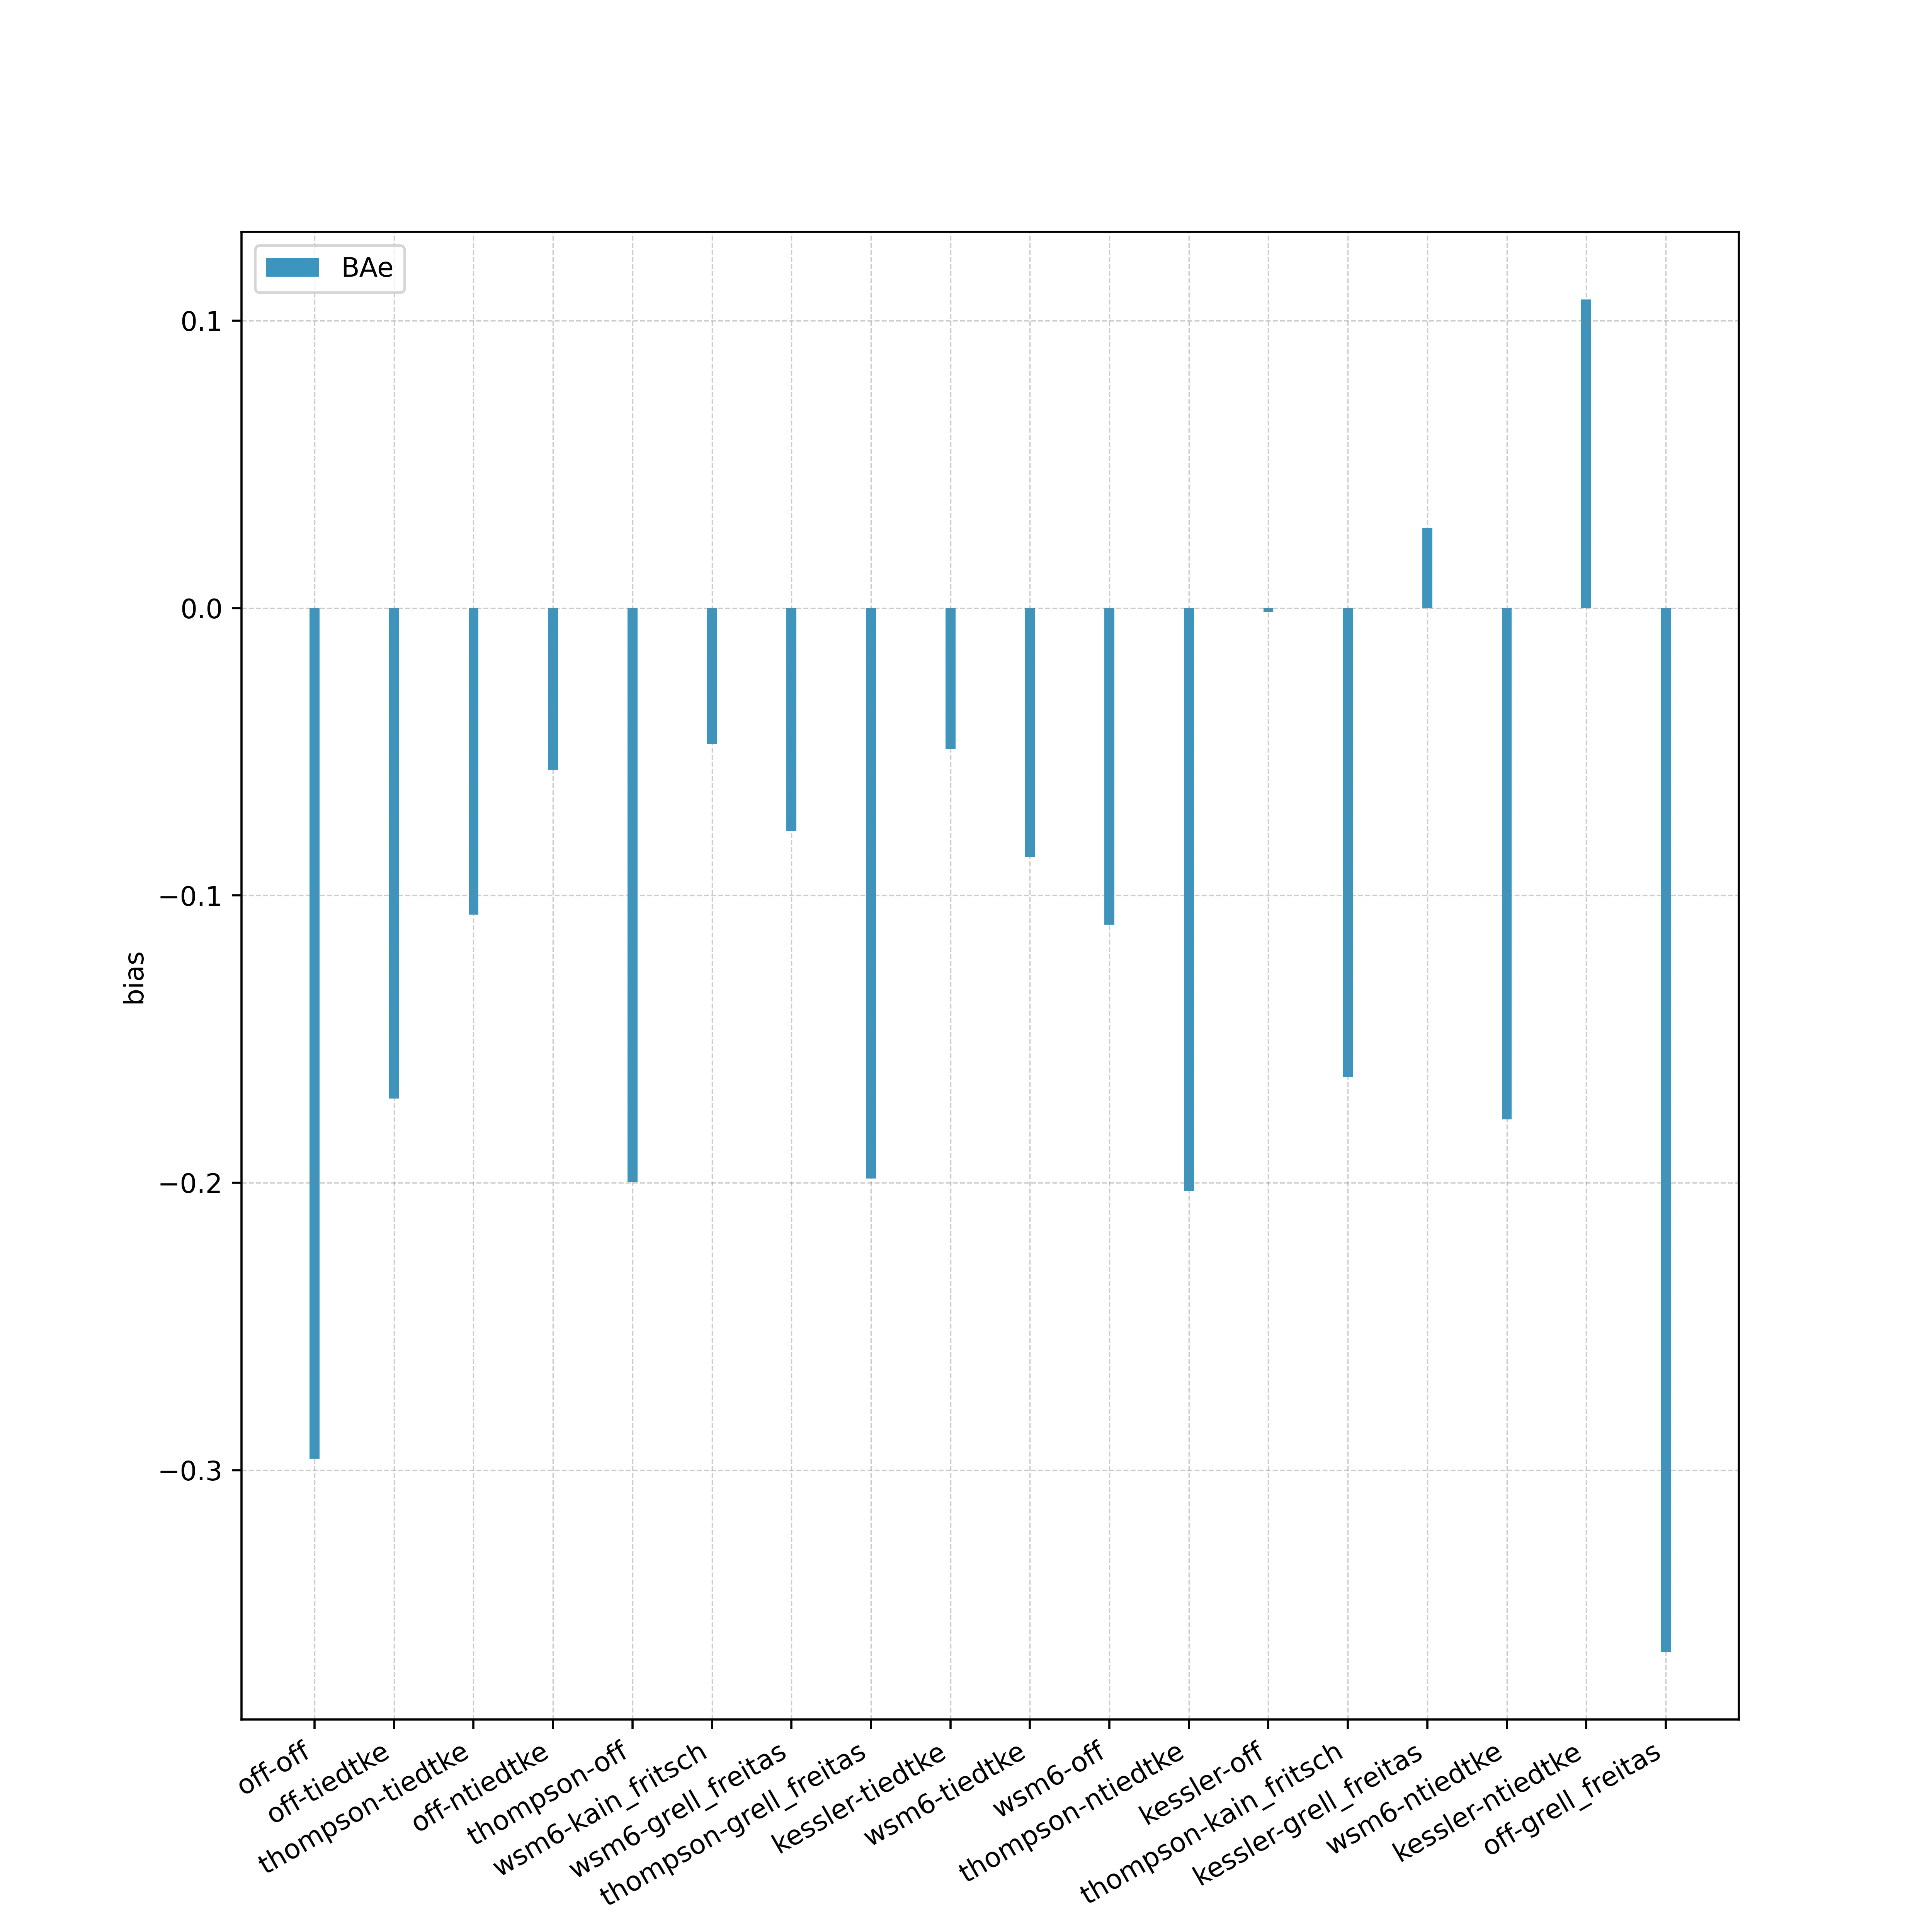 BAe
0.1
0.0
−0.1
−0.2
−0.3
bias
off-off
off-tiedtke
thompson-tiedtke
off-ntiedtke
thompson-off
wsm6-kain_fritsch
wsm6-grell_freitas
thompson-grell_freitas
kessler-tiedtke
wsm6-tiedtke
wsm6-off
thompson-ntiedtke
kessler-off
thompson-kain_fritsch
kessler-grell_freitas
wsm6-ntiedtke
kessler-ntiedtke
off-grell_freitas